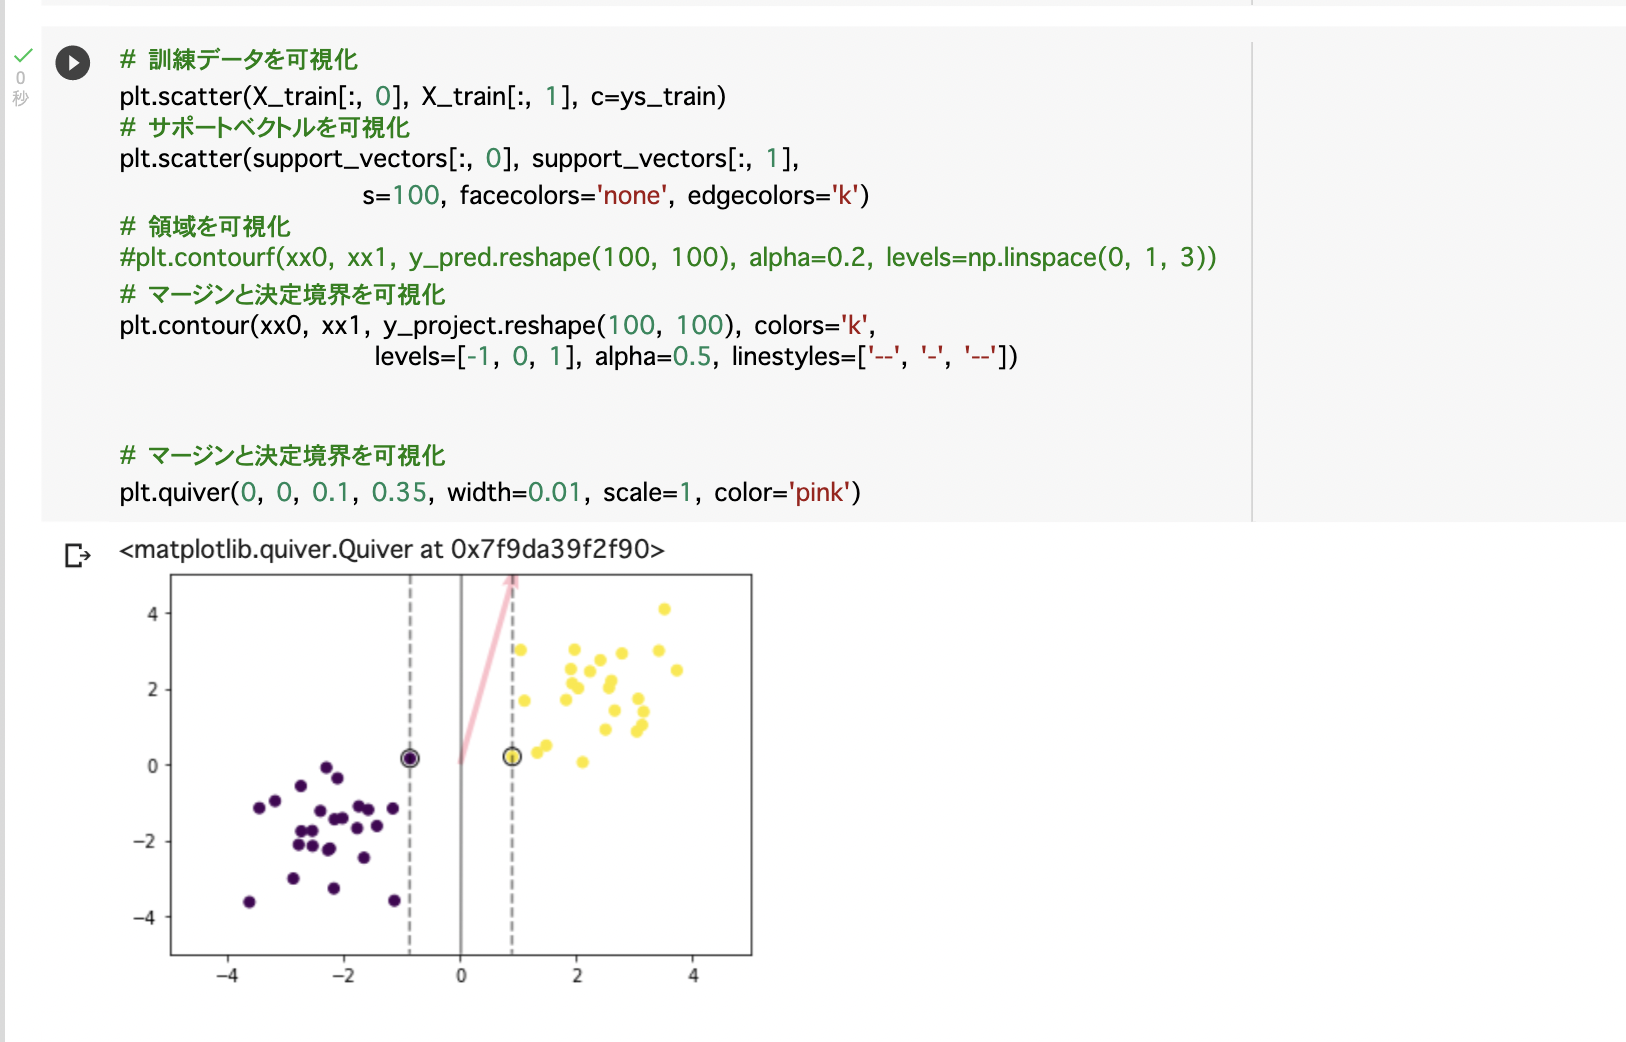 # 訓練データを可視化
plt.scatter(X_train[:, 0], X_train[:, 1], c=ys_train)
# サポートベクトルを可視化
plt.scatter(support_vectors[:, 0], support_vectors[:, 1],
s=100, facecolors='none', edgecolors='k')
# 領域を可視化
#plt.contourf(xx0, xx1, y_pred.reshape(100, 100), alpha=0.2, levels=np.linspace(0, 1, 3))
# マージンと決定境界を可視化
plt.contour(xx0, xx1, y_project.reshape(100, 100), colors='k',
levels=[-1, 0, 1], alpha=0.5, linestyles=['--', '-', '--'])
# マージンと決定境界を可視化
plt.quiver(0, 0, 0.1, 0.35, width=0.01, scale=1, color='pink')
0
秒
<matplotlib.quiver.Quiver at 0x7f9da39f2f90>
4
2
0
−2
−4
−4 −2 0 2 4